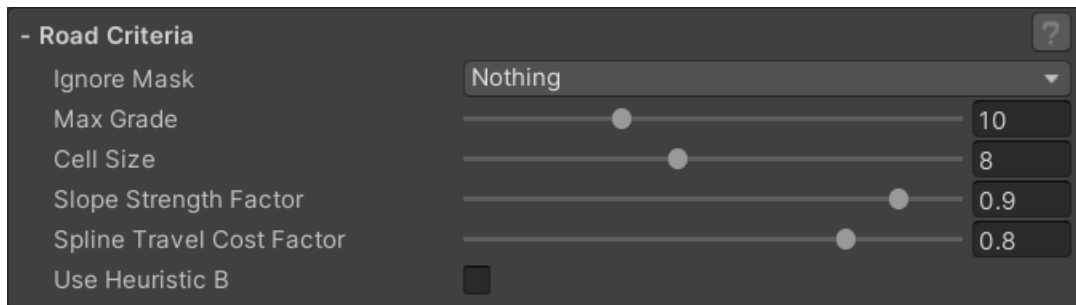 - Road Criteria ?
Ignore Mask Nothing
Max Grade 10
Cell Size 8
Slope Strength Factor 0.9
Spline Travel Cost Factor 0.8
Use Heuristic B